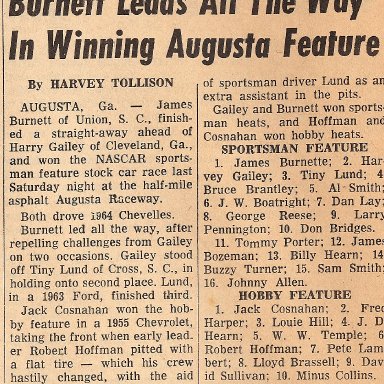 Burnett Leads All The Way
In Winning Augusta Feature
By HARVEY TOLLISON
AUGUSTA, Ga. — James
Burnett of Union, S. C., finish-
ed a straight-away ahead of
Harry Gailey of Cleveland, Ga.,
and won the NASCAR sports-
man feature stock car race last
Saturday night at the half-mile
asphalt Augusta Raceway.
Both drove 1964 Chevelles.
Burnett led all the way, after
repelling challenges from Gailey
on two occasions. Gailey stood
off Tiny Lund of Cross, S. C., in
holding onto second place. Lund,
in a 1963 Ford, finished third.
Jack Cosnahan won the hob-
by feature in a 1955 Chevrolet,
taking the front when early lead-
er Robert Hoffman pitted with
a flat tire — which his crew
hastily changed, with the aid
of sportsman driver Lund as an
extra assistant in the pits.
Gailey and Burnett won sports-
man heats, and Hoffman and
Cosnahan won hobby heats.
SPORTSMAN FEATURE
1. James Burnette; 2. Har-
vey Gailey; 3. Tiny Lund; 4.
Bruce Brantley; 5. Al Smith;
6. J. W. Boatright; 7. Dan Lay;
8. George Reese; 9. Larry
Pennington; 10. Don Bridges.
11. Tommy Porter; 12. James
Bozeman; 13. Billy Hearn; 14.
Buzzy Turner; 15. Sam Smith;
16. Johnny Allen.
HOBBY FEATURE
1. Jack Cosnahan; 2. Fred
Harper; 3. Louie Hill; 4. J. D.
Hearn; 5. W. W. Temple; 6.
Robert Hoffman; 7. Pete Lam-
bert; 8. Lloyd Brassell; 9. Dav-
id Sullivan; 10. Minus Collins.